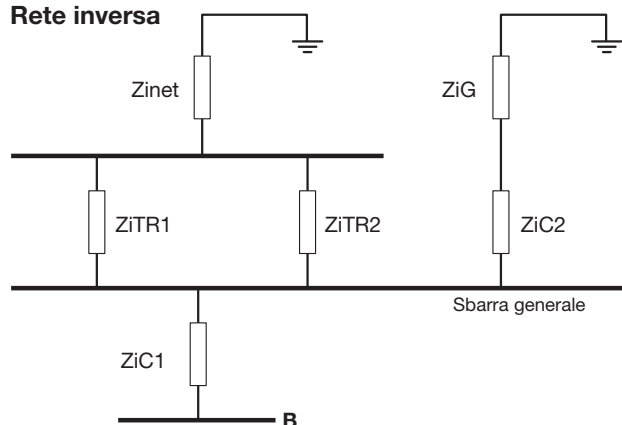 Rete inversa
Zinet
ZiG
ZiTR1
ZiTR2
ZiC2
Sbarra generale
ZiC1
B